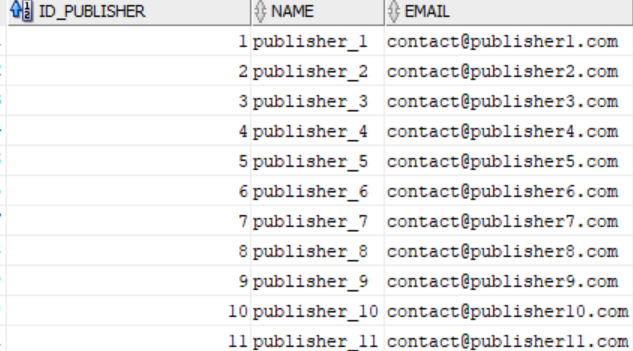 ID_PUBLISHER NAME EMAIL
1 publisher_1 contact@publisher1.com
2 publisher_2 contact@publisher2.com
3 publisher_3 contact@publisher3.com
4 publisher_4 contact@publisher4.com
5 publisher_5 contact@publisher5.com
6 publisher_6 contact@publisher6.com
7 publisher_7 contact@publisher7.com
8 publisher_8 contact@publisher8.com
9 publisher_9 contact@publisher9.com
10 publisher_10 contact@publisher10.com
11 publisher_11 contact@publisher11.com